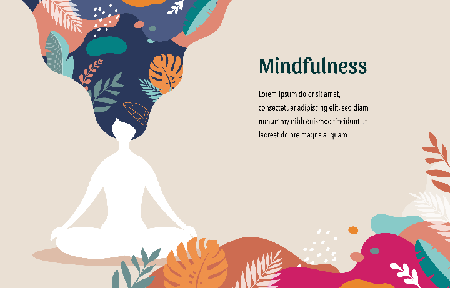 Mindfulness
Lorem ipsum dolor sit amet,
consectetuer adipiscing elit, sed diam
nonummy nibh euismod tincidunt ut
laoreet dolore magna aliquam